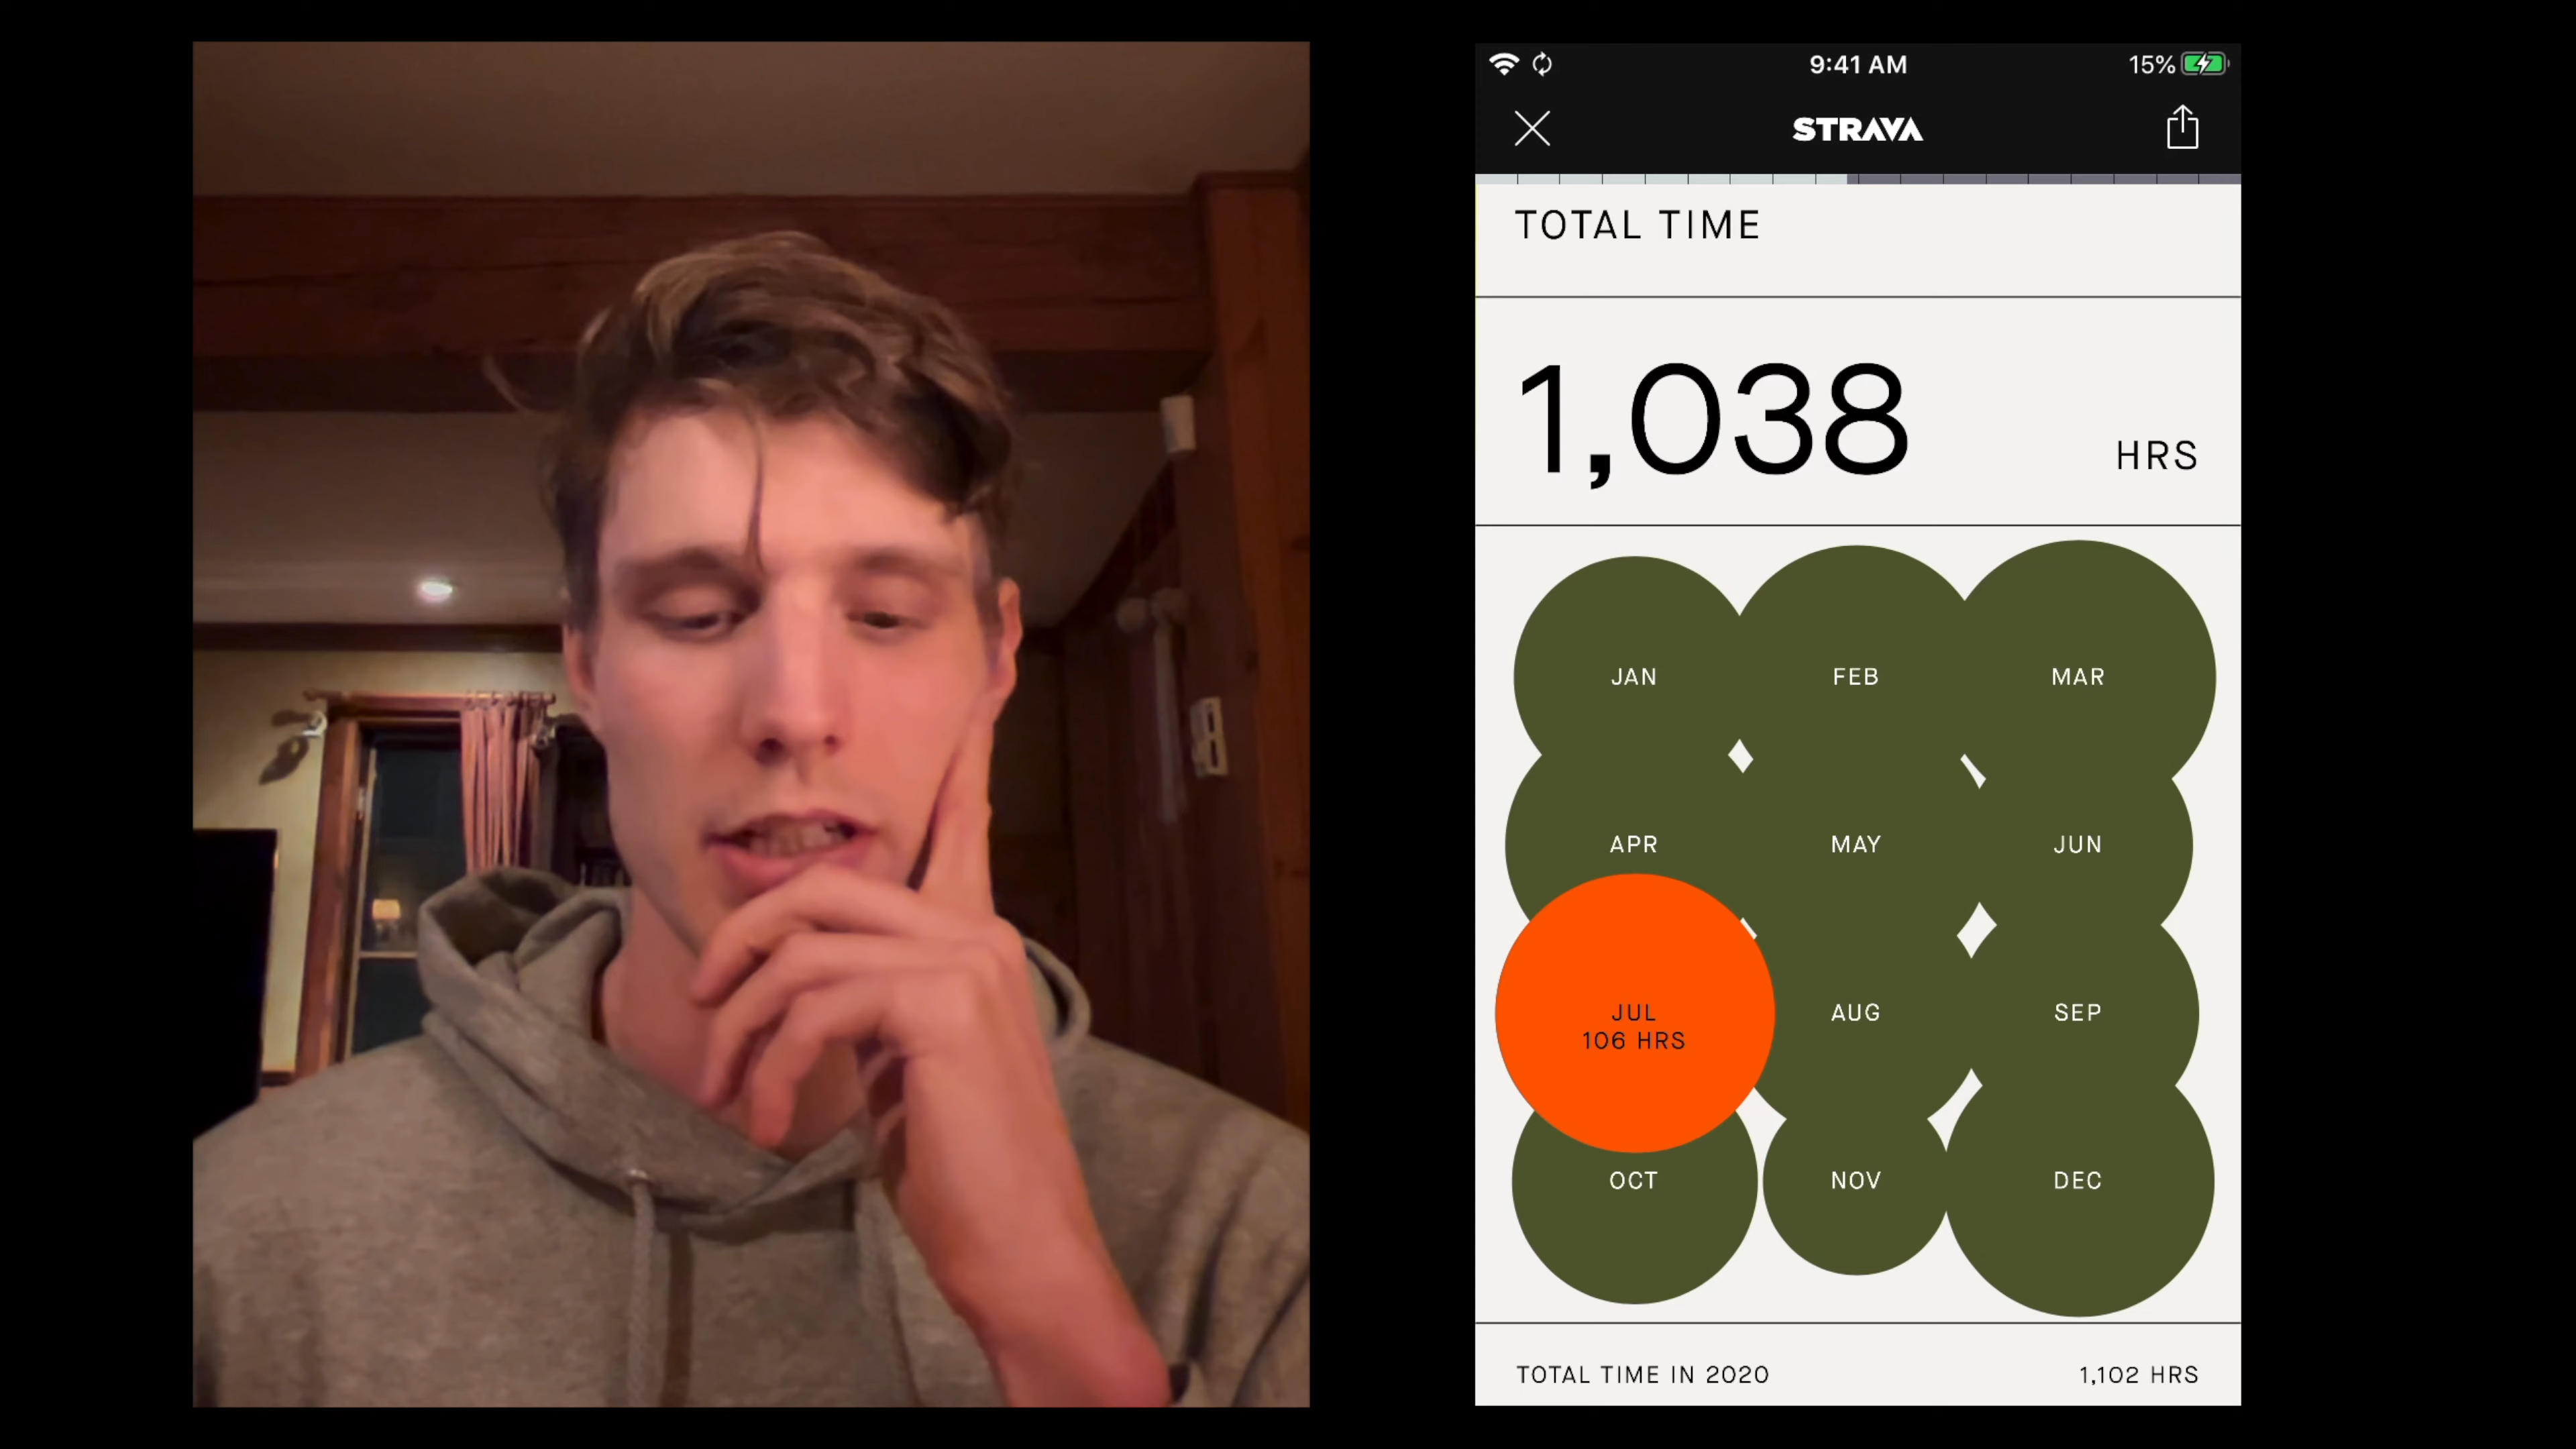 9:41 AM
15%
STRAVA
TOTAL TIME
1,038 HRS
JAN FEB MAR
APR MAY JUN
JUL AUG SEP
106 HRS
OCT NOV DEC
TOTAL TIME IN 2020 1,102 HRS